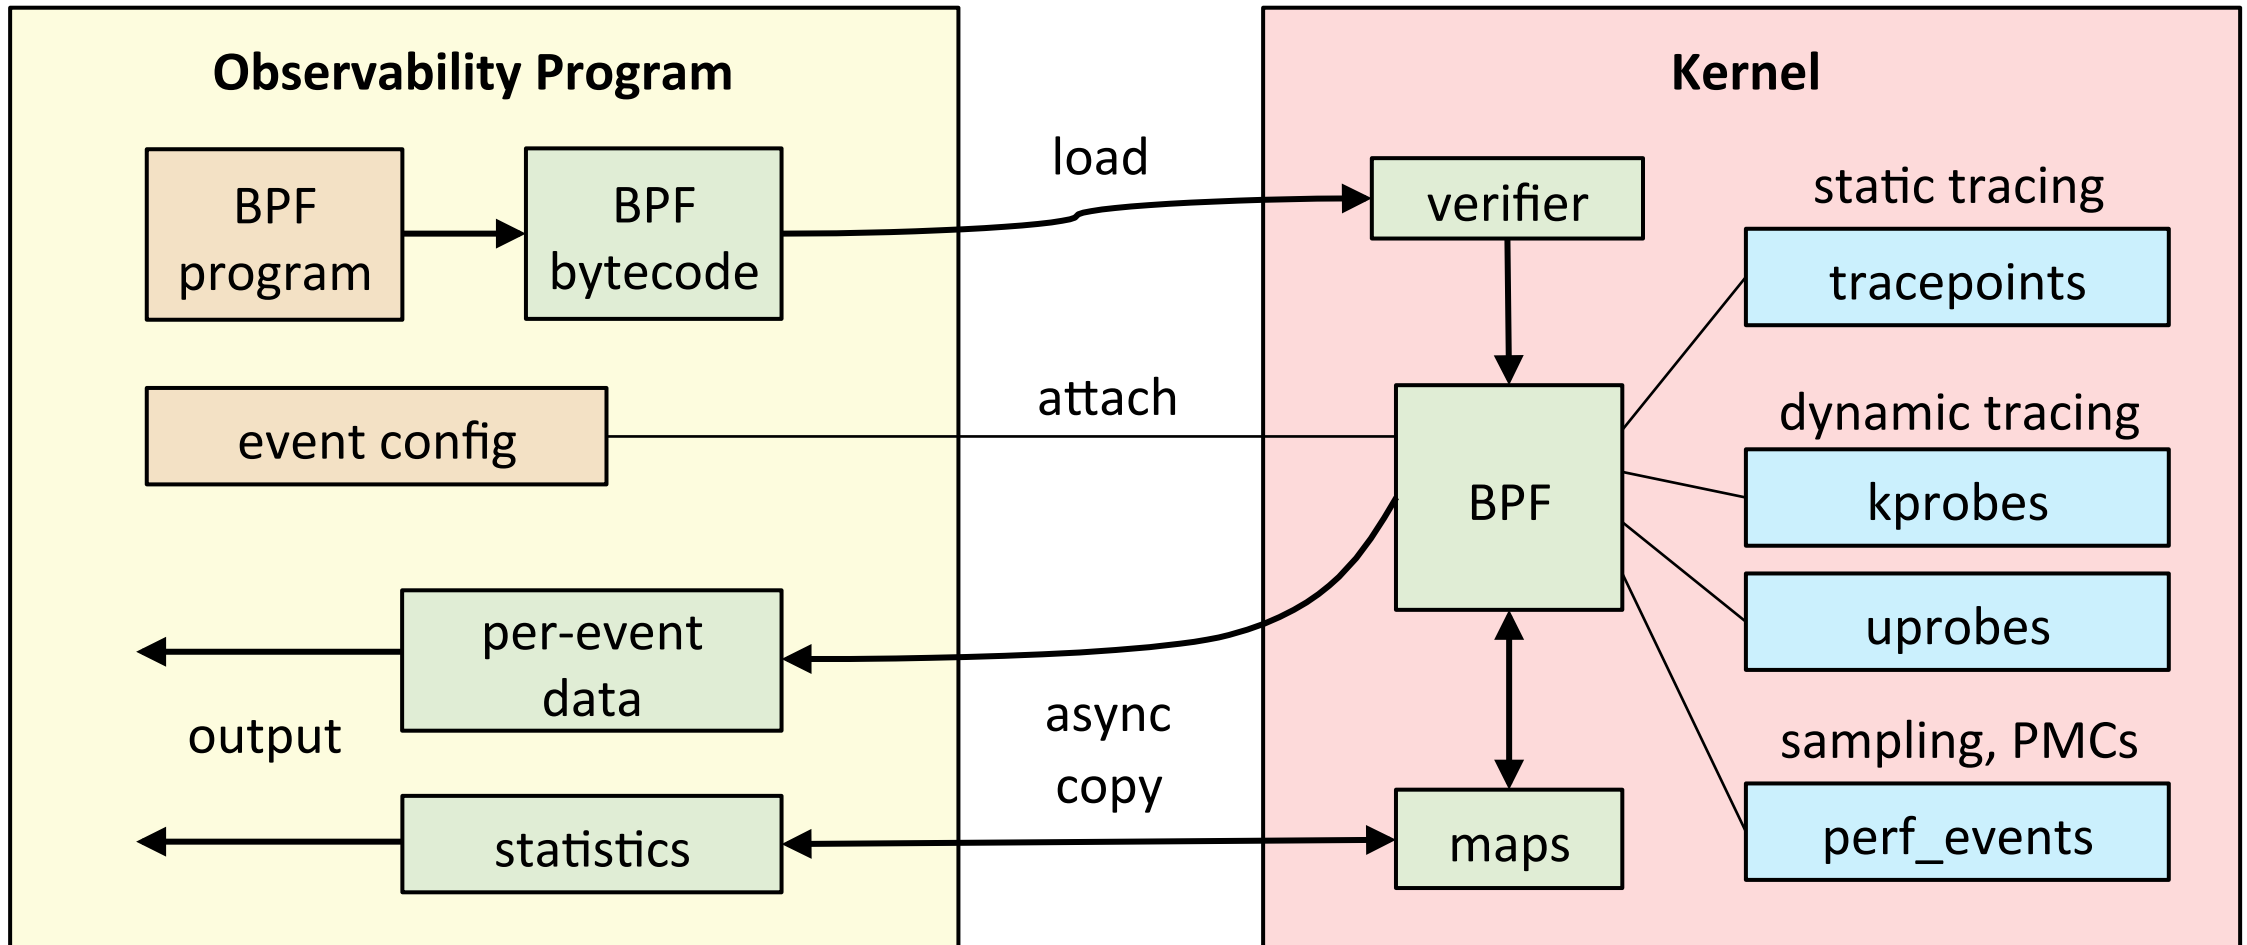 Observability Program
BPF
program
BPF
bytecode
event config
per-event
data
output
statistics
load
attach
async
copy
Kernel
verifier
BPF
maps
static tracing
tracepoints
dynamic tracing
kprobes
uprobes
sampling, PMCs
perf_events